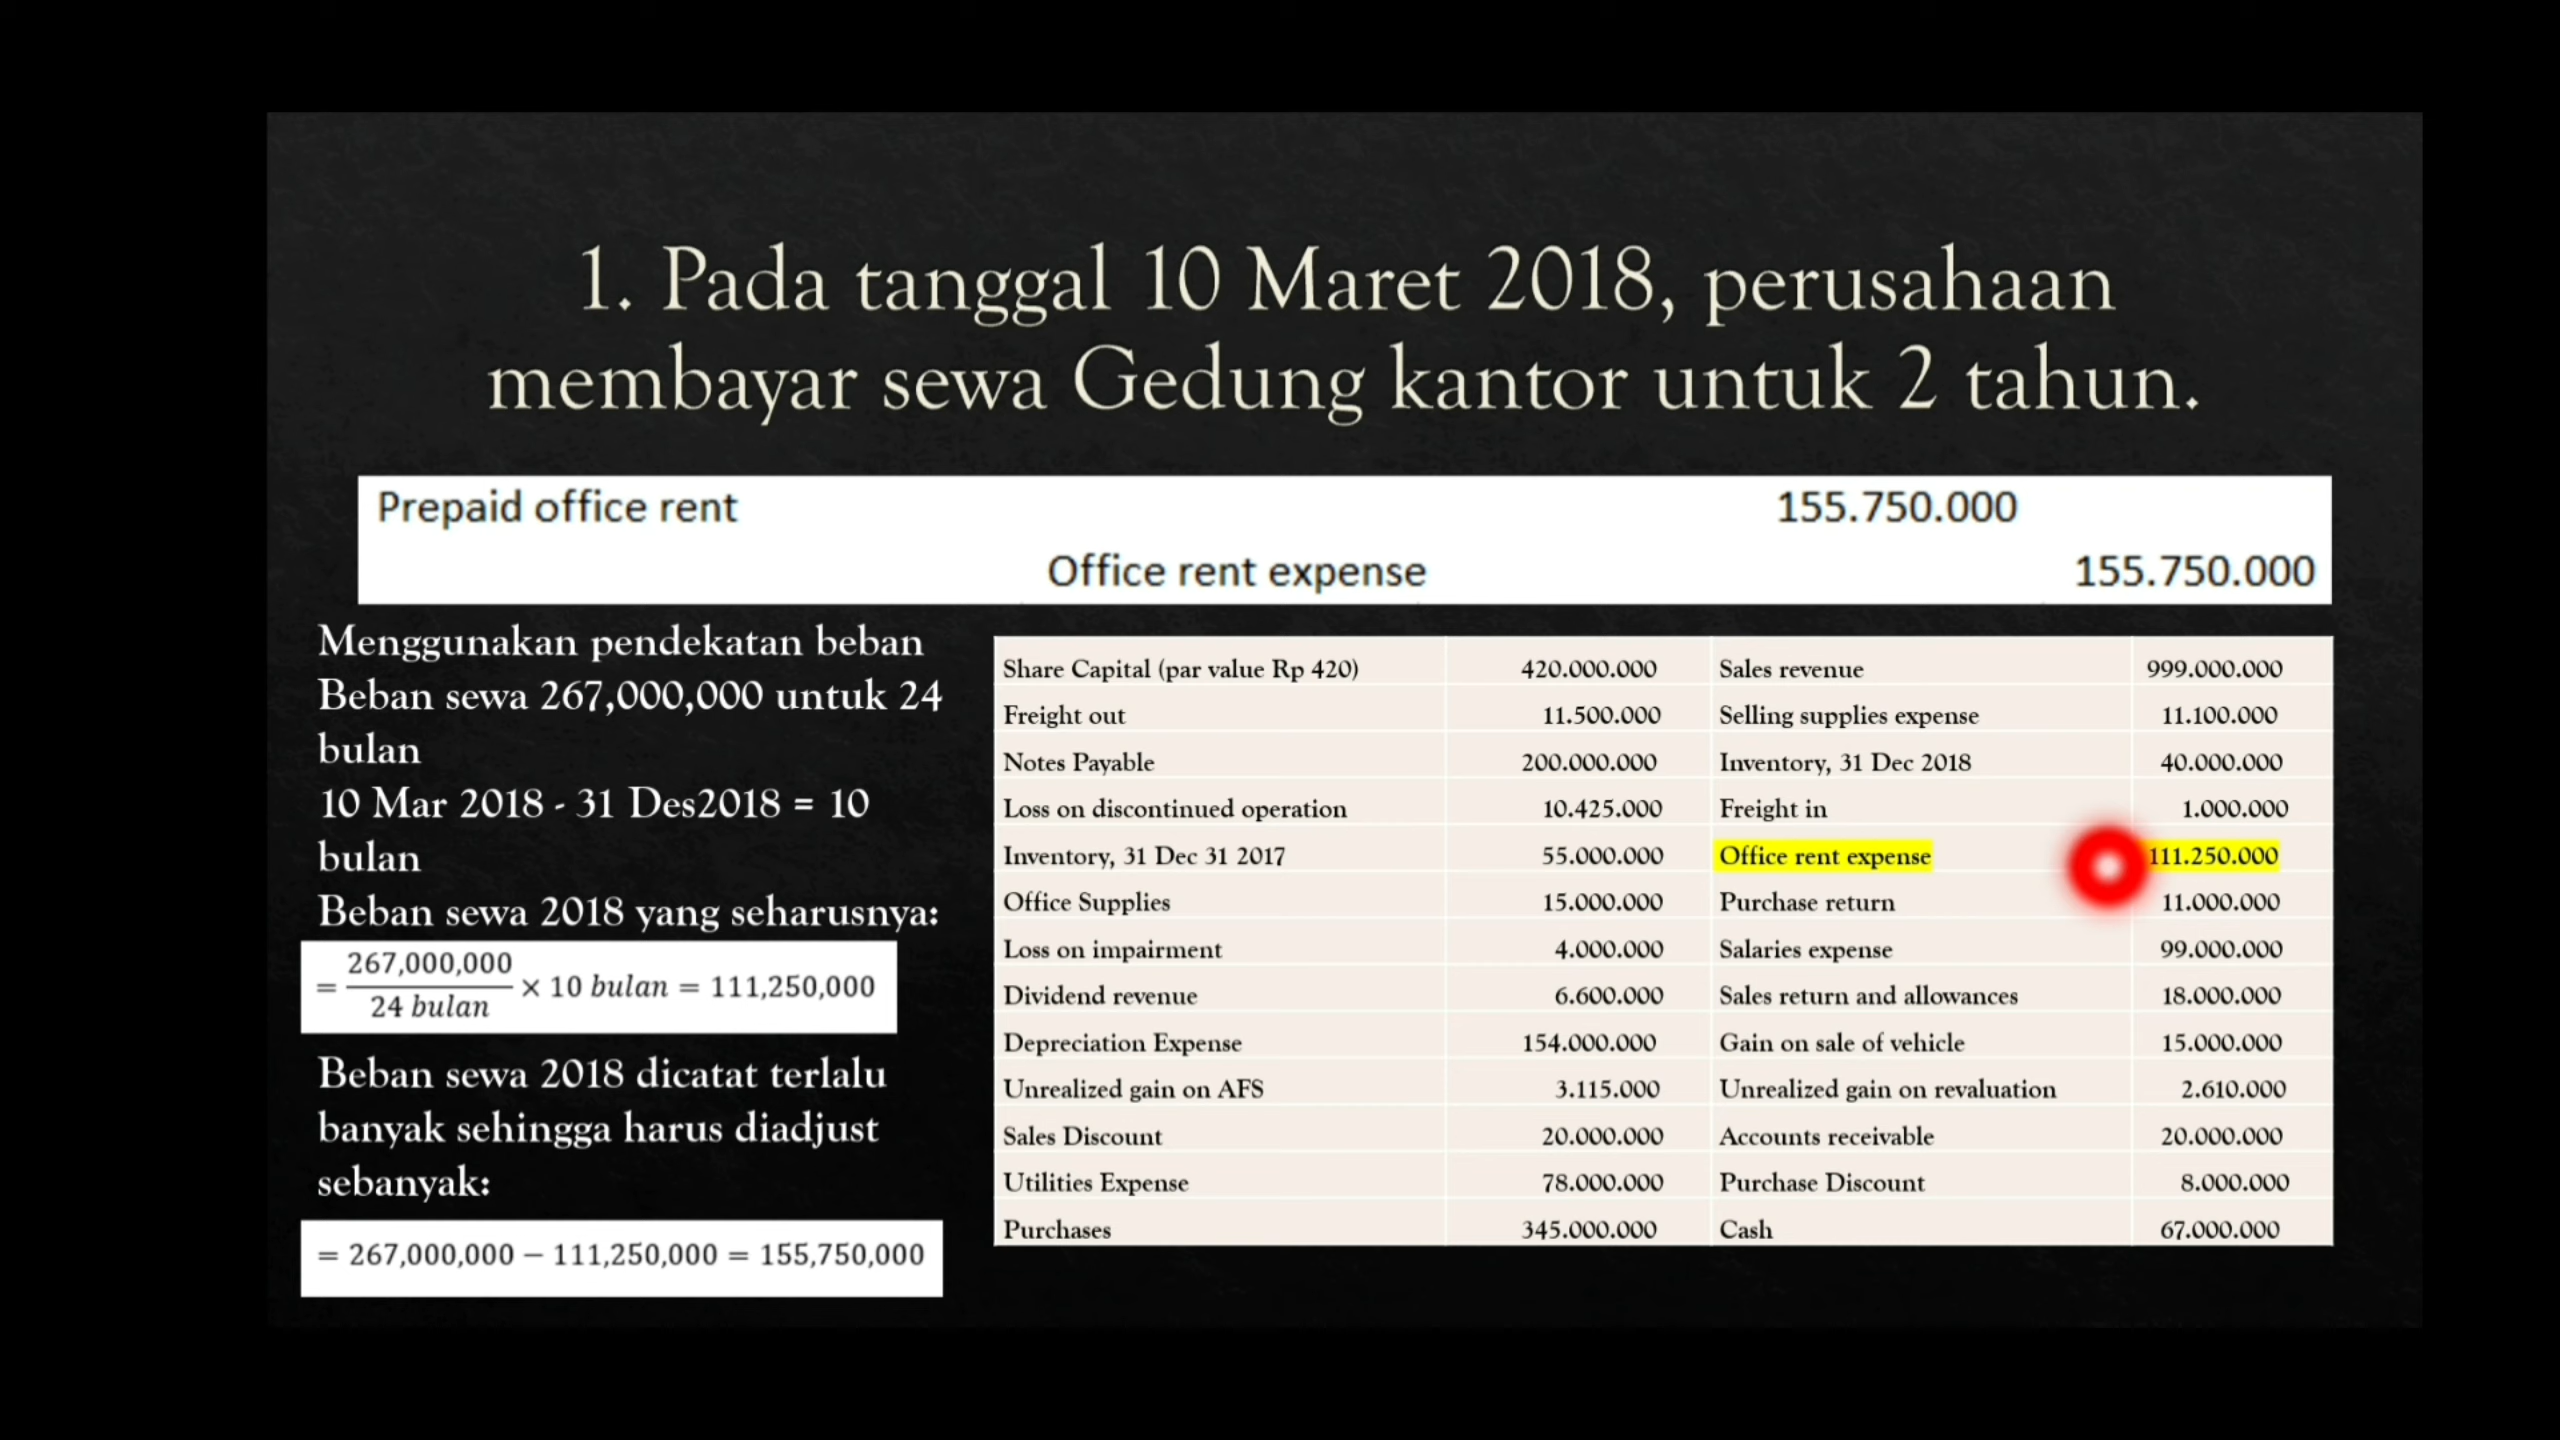 1. Pada tanggal 10 Maret 2018, perusahaan
membayar sewa Gedung kantor untuk 2 tahun.
Prepaid office rent 155.750.000
Office rent expense 155.750.000
Menggunakan pendekatan beban
Beban sewa 267,000,000 untuk 24
bulan
10 Mar 2018 - 31 Des2018 = 10
bulan
Beban sewa 2018 yang seharusnya:
= 267,000,000 / 24 bulan × 10 bulan = 111,250,000
Beban sewa 2018 dicatat terlalu
banyak sehingga harus diadjust
sebanyak:
= 267,000,000 − 111,250,000 = 155,750,000
Share Capital (par value Rp 420) 420.000.000 Sales revenue 999.000.000
Freight out 11.500.000 Selling supplies expense 11.100.000
Notes Payable 200.000.000 Inventory, 31 Dec 2018 40.000.000
Loss on discontinued operation 10.425.000 Freight in 1.000.000
Inventory, 31 Dec 31 2017 55.000.000 Office rent expense 111.250.000
Office Supplies 15.000.000 Purchase return 11.000.000
Loss on impairment 4.000.000 Salaries expense 99.000.000
Dividend revenue 6.600.000 Sales return and allowances 18.000.000
Depreciation Expense 154.000.000 Gain on sale of vehicle 15.000.000
Unrealized gain on AFS 3.115.000 Unrealized gain on revaluation 2.610.000
Sales Discount 20.000.000 Accounts receivable 20.000.000
Utilities Expense 78.000.000 Purchase Discount 8.000.000
Purchases 345.000.000 Cash 67.000.000